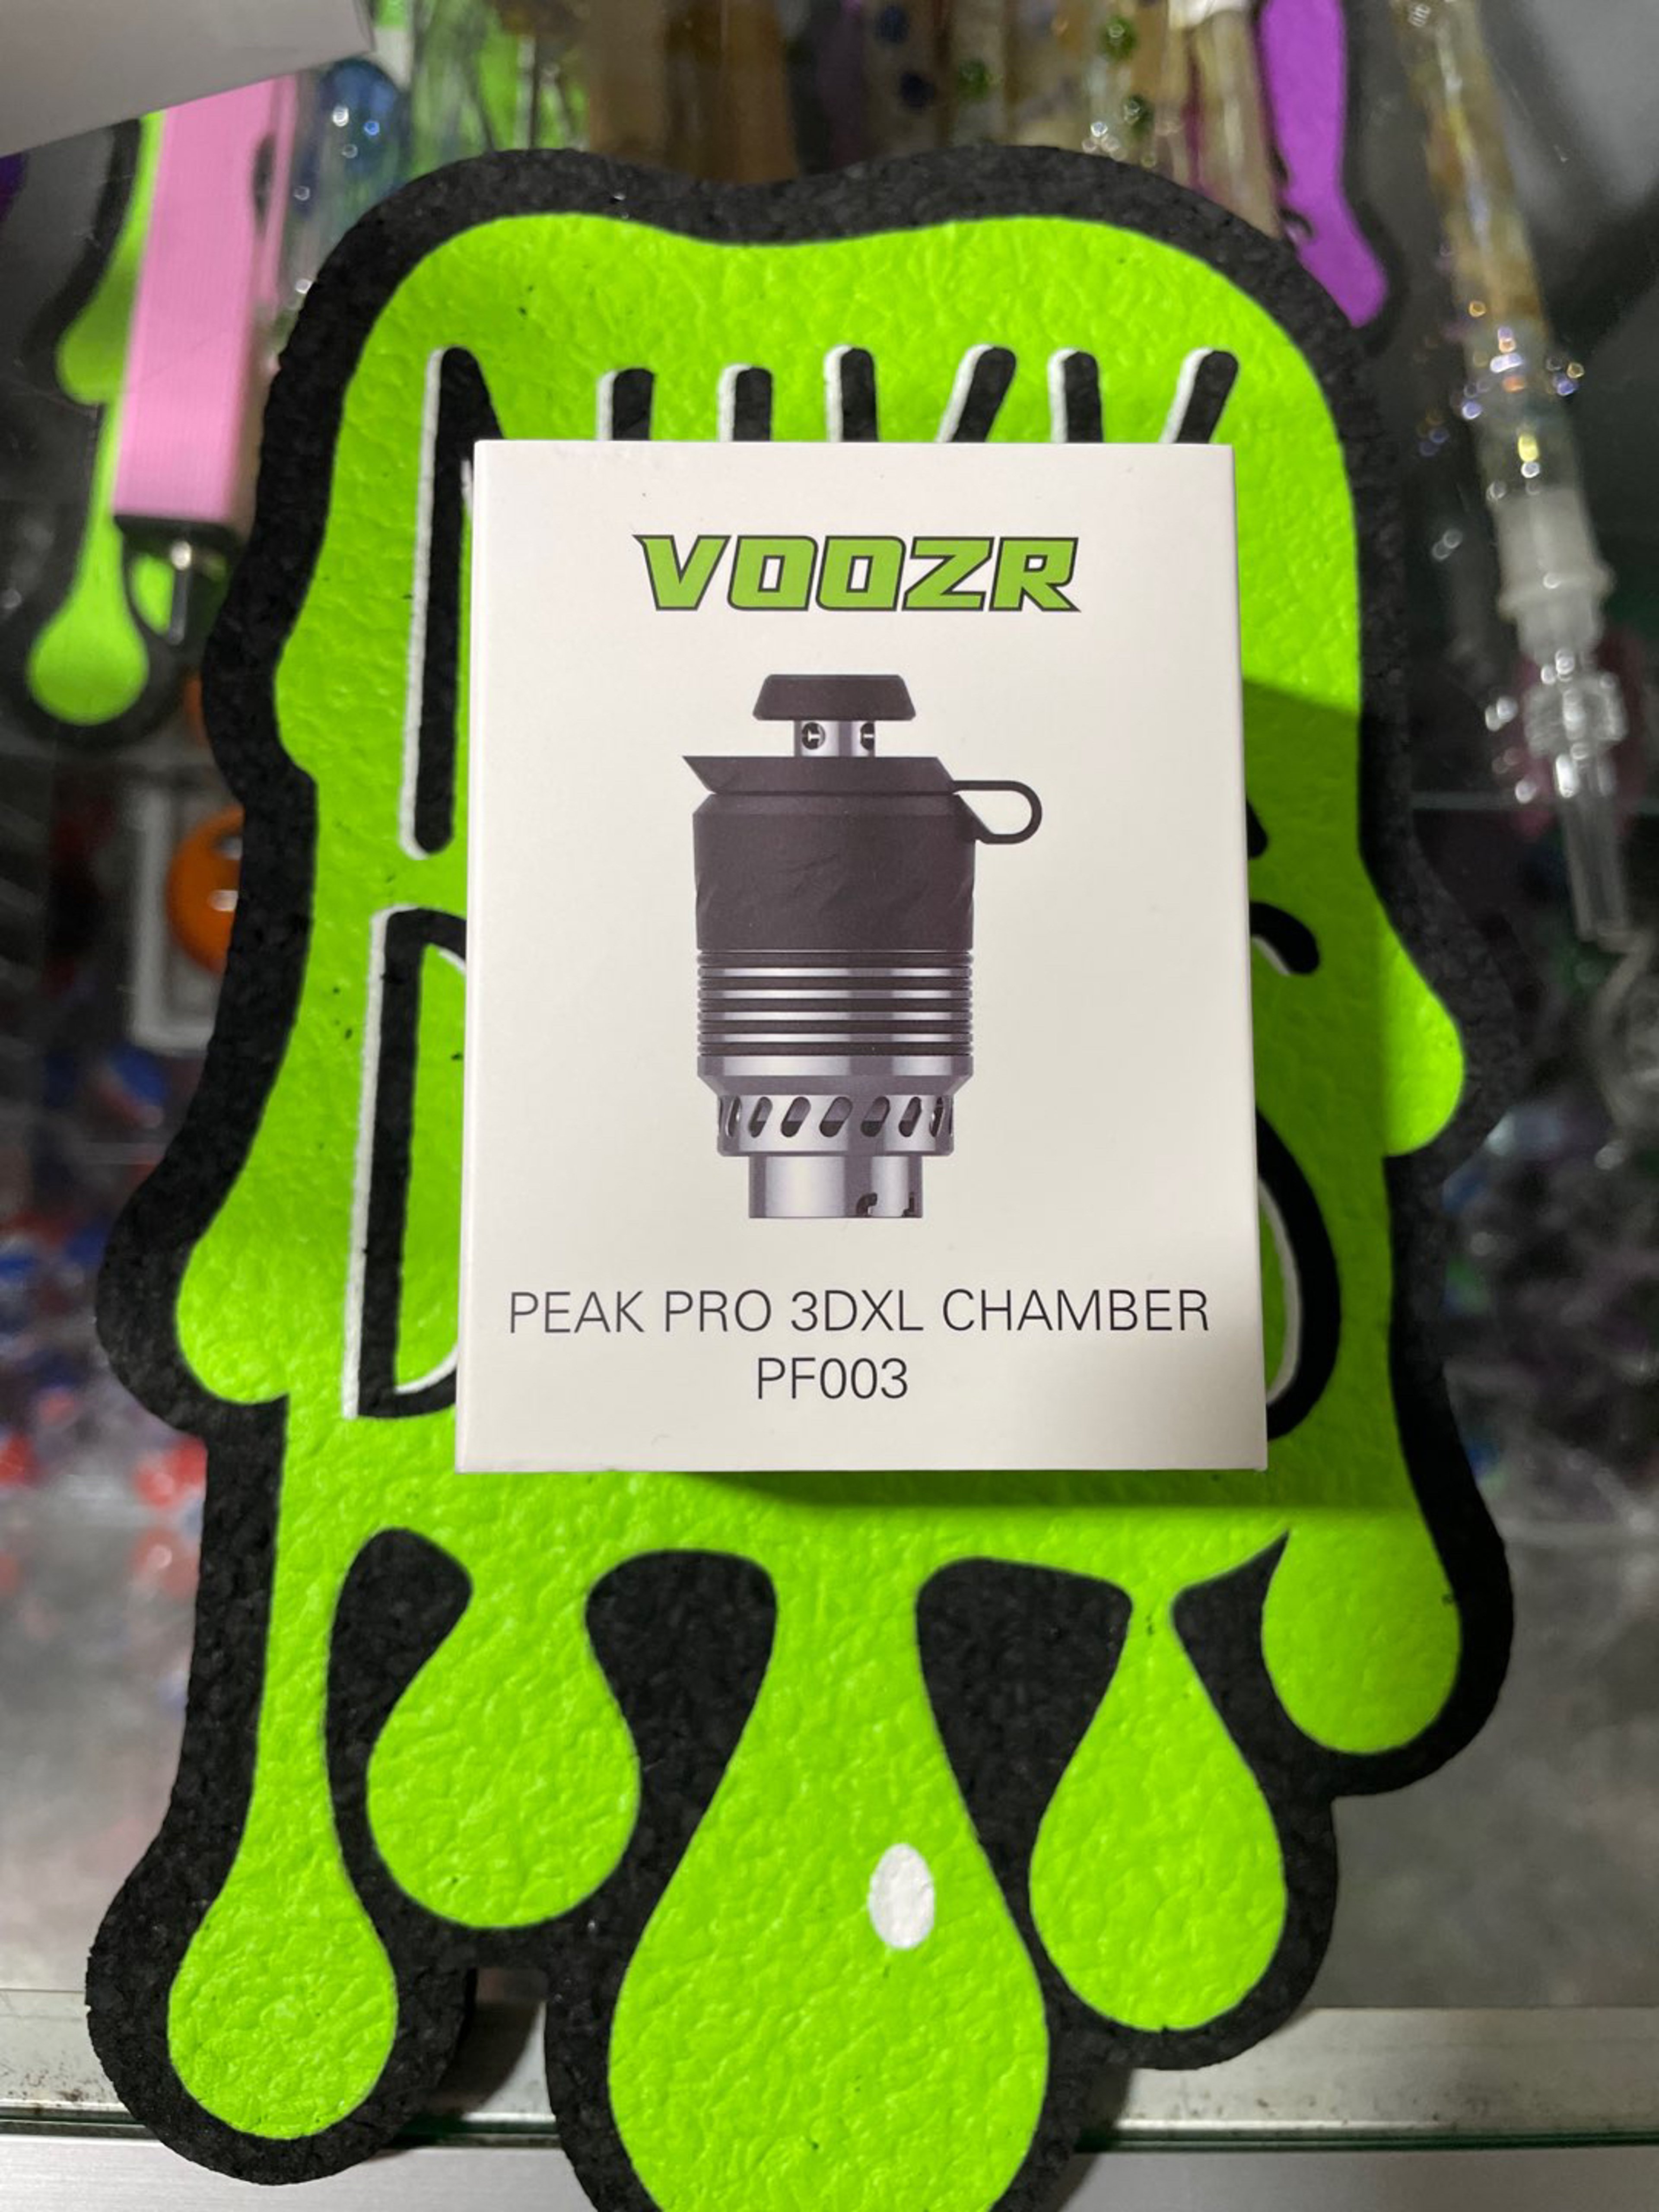 VOOZR
PEAK PRO 3DXL CHAMBER
PF003